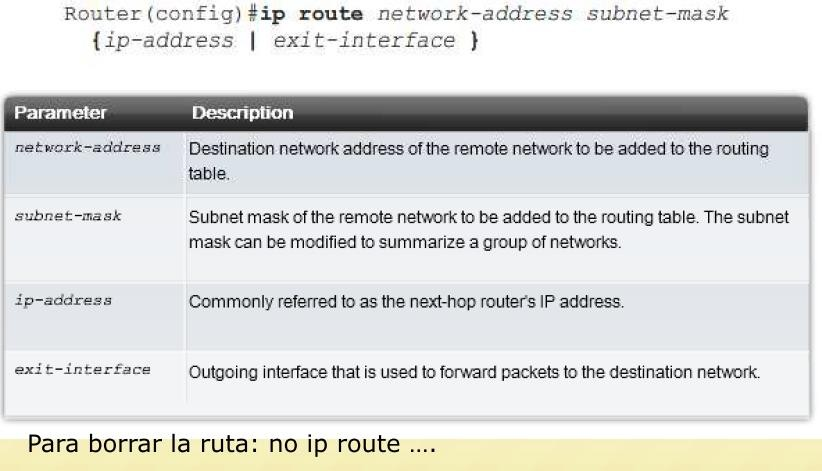 Router(config)#ip route network-address subnet-mask
{ip-address | exit-interface }
Parameter Description
network-address Destination network address of the remote network to be added to the routing
table.
subnet-mask Subnet mask of the remote network to be added to the routing table. The subnet
mask can be modified to summarize a group of networks.
ip-address Commonly referred to as the next-hop router's IP address.
exit-interface Outgoing interface that is used to forward packets to the destination network.
Para borrar la ruta: no ip route ....